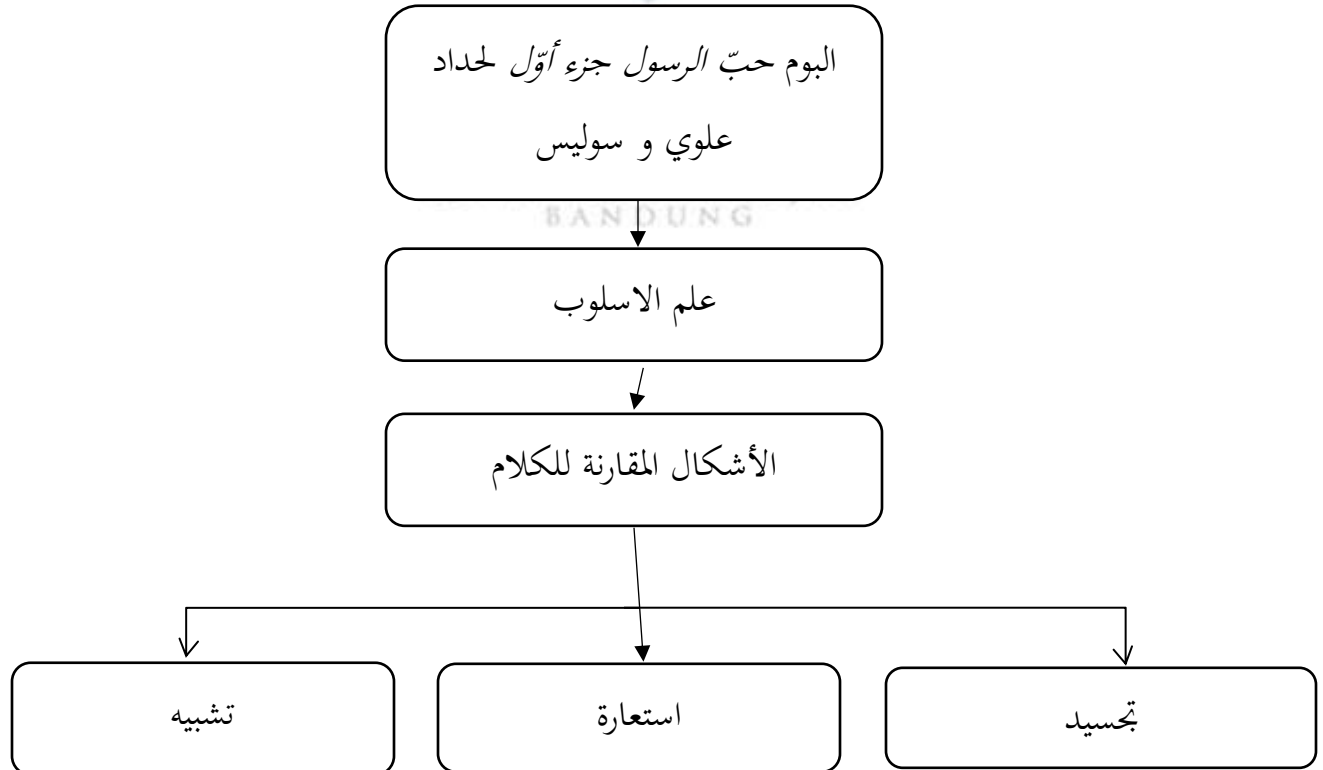 البوم حبّ الرسول جزء أوّل لحداد
علوي و سوليس
BANDUNG
علم الاسلوب
الأشكال المقارنة للكلام
تجسيد
استعارة
تشبيه